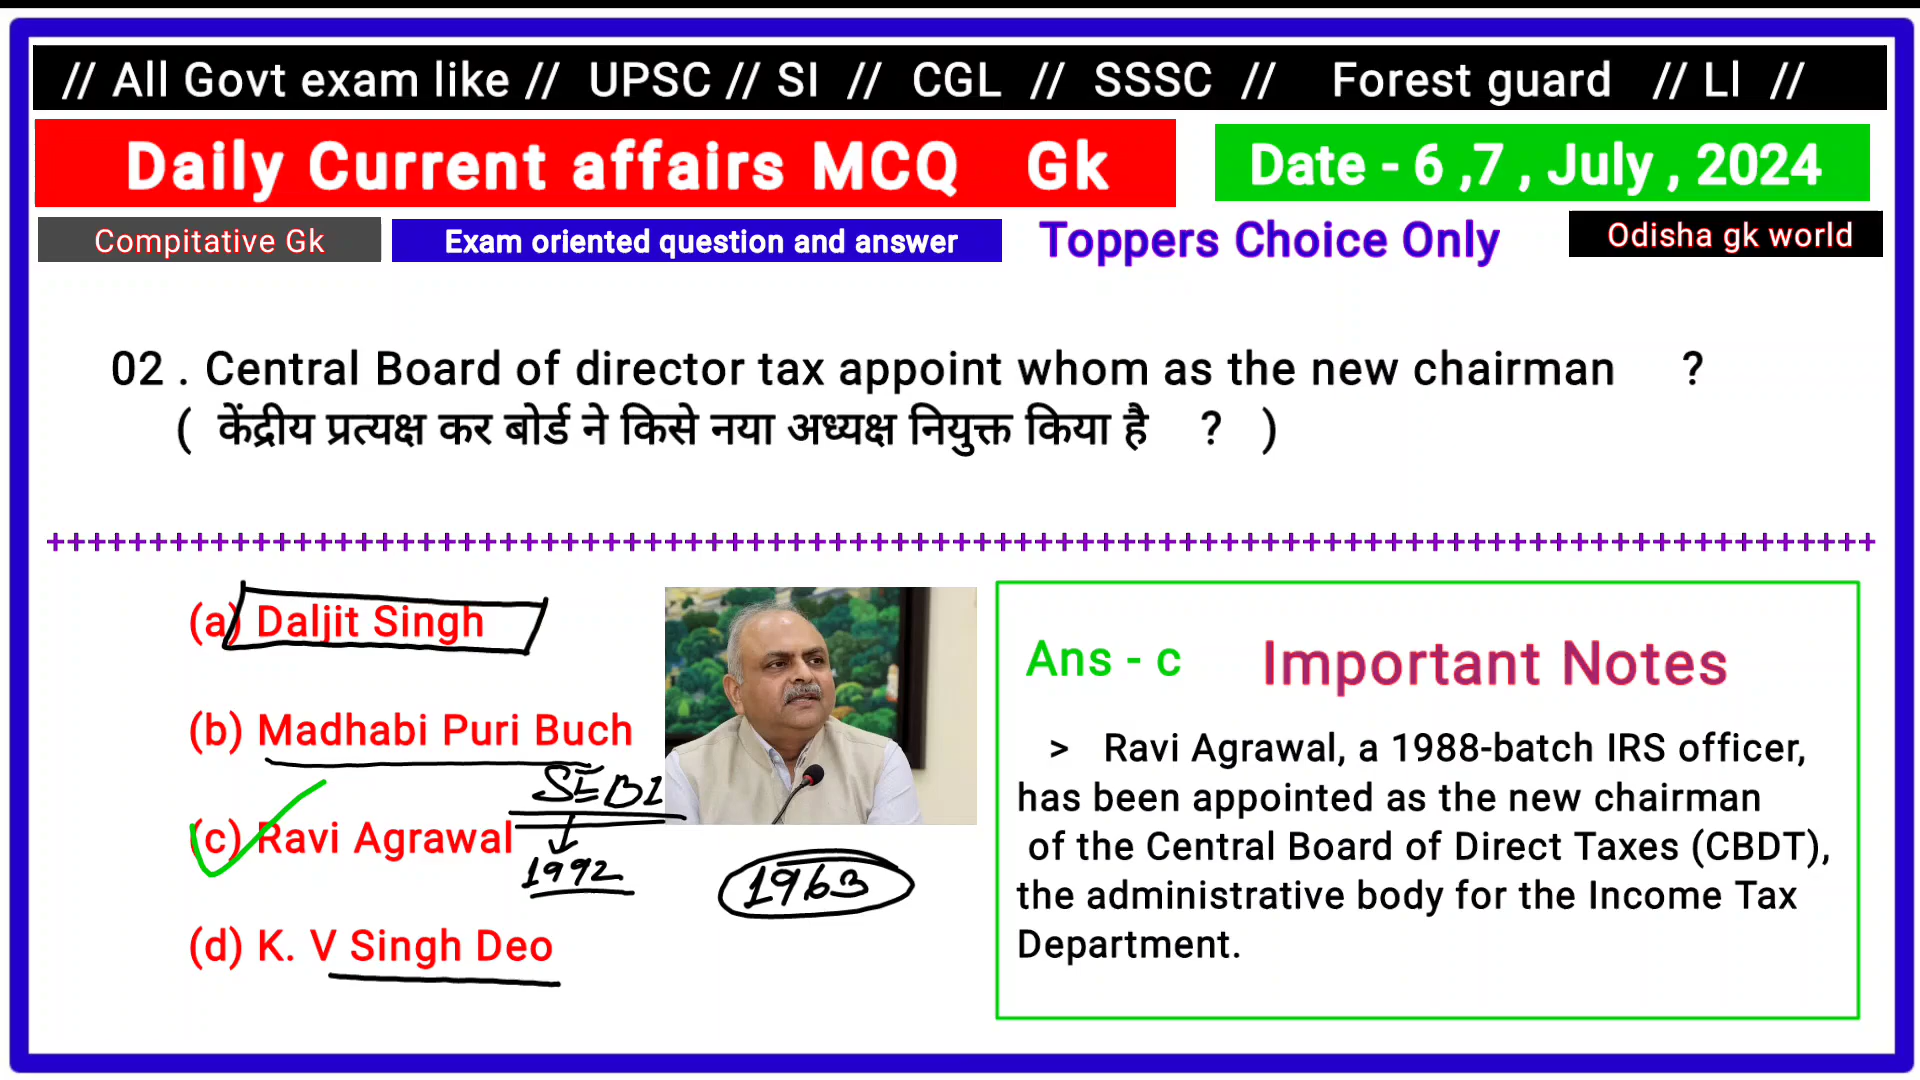 // All Govt exam like // UPSC // SI // CGL // SSSC // Forest guard // Ll //
Daily Current affairs MCQ Gk
Date - 6 ,7 , July , 2024
Compitative Gk
Exam oriented question and answer
Toppers Choice Only
Odisha gk world
02 . Central Board of director tax appoint whom as the new chairman ?
( केंद्रीय प्रत्यक्ष कर बोर्ड ने किसे नया अध्यक्ष नियुक्त किया है ? )
++++++++++++++++++++++++++++++++++++++++++++++++++++++++++++++++++++++++++++++++++++++++
(a) Daljit Singh
(b) Madhabi Puri Buch
SEBI
(c) Ravi Agrawal
1992
1963
(d) K. V Singh Deo
Ans - c Important Notes
> Ravi Agrawal, a 1988-batch IRS officer,
has been appointed as the new chairman
of the Central Board of Direct Taxes (CBDT),
the administrative body for the Income Tax
Department.